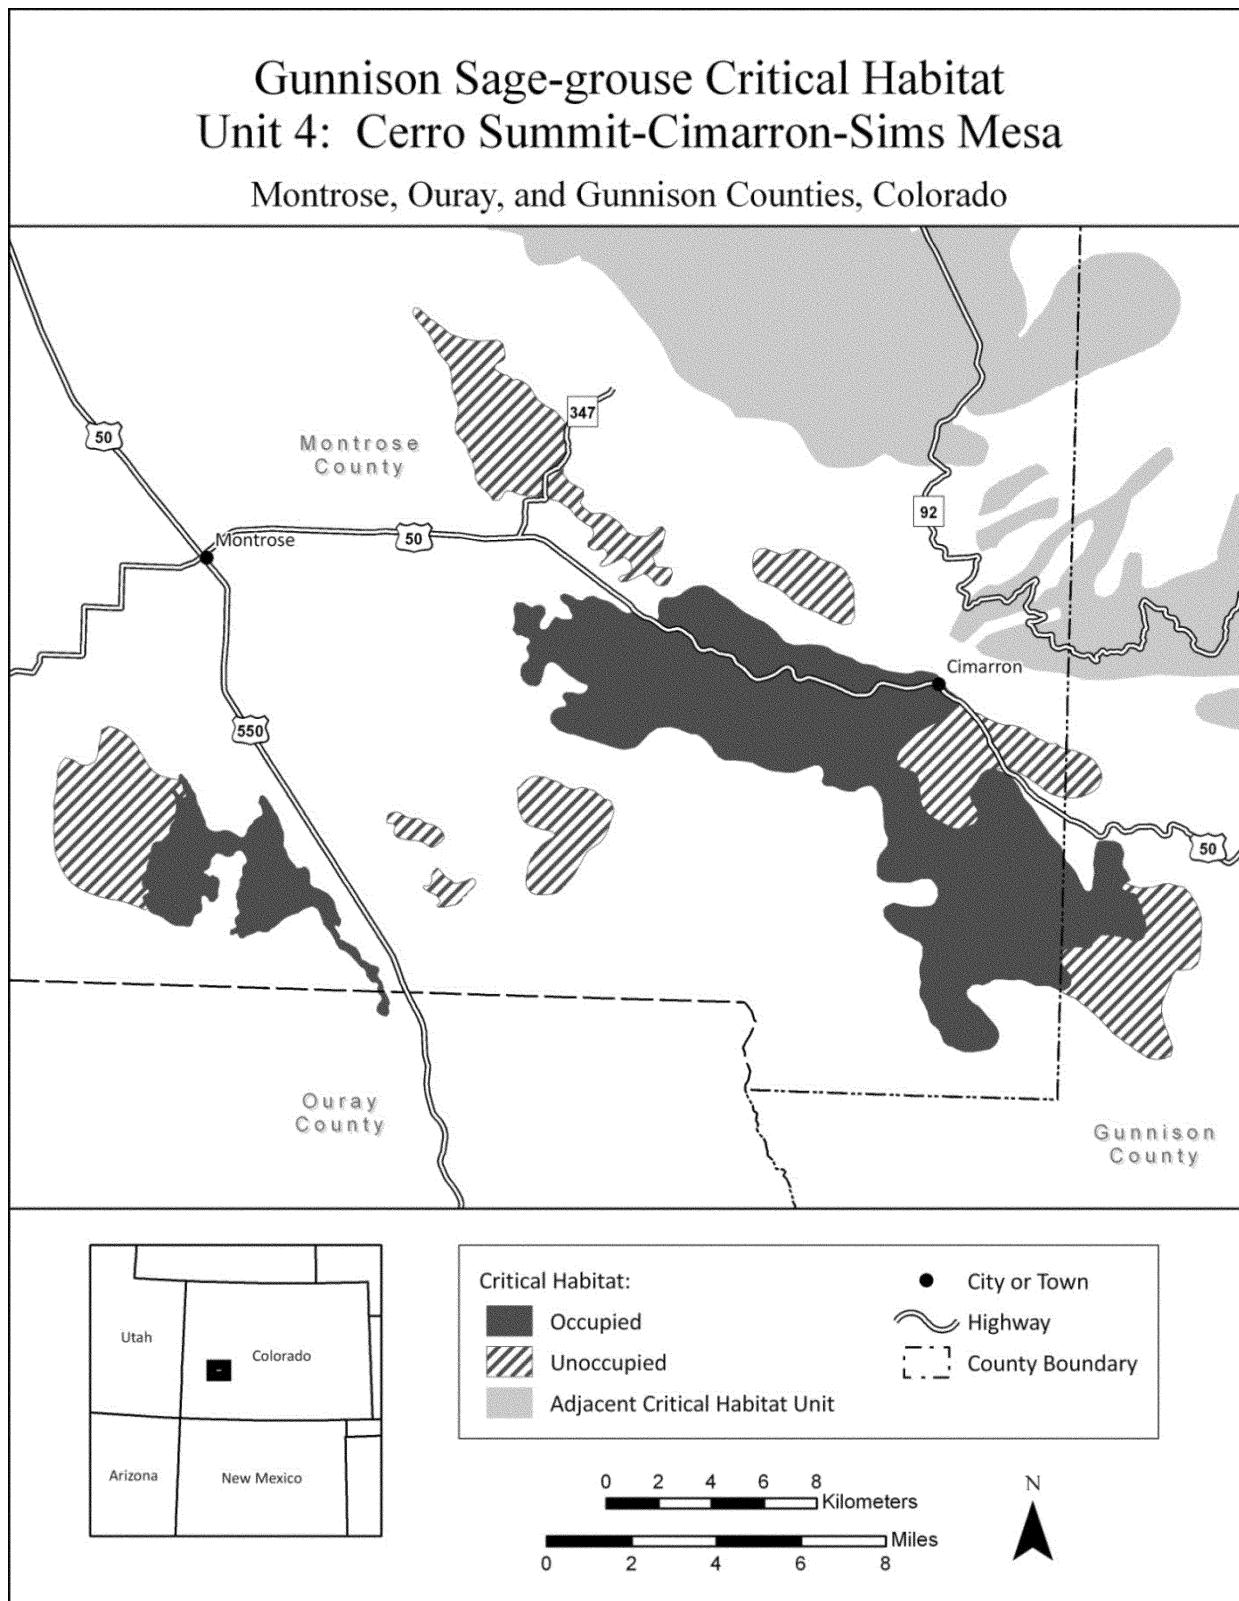 Gunnison Sage-grouse Critical Habitat
Unit 4: Cerro Summit-Cimarron-Sims Mesa
Montrose, Ouray, and Gunnison Counties, Colorado
347
50
Montrose
County
92
50
Montrose
Cimarron
550
50
Ouray
County
Gunnison
County
Utah
Colorado
Arizona
New Mexico
Critical Habitat:
Occupied
Unoccupied
Adjacent Critical Habitat Unit
City or Town
Highway
County Boundary
0 2 4 6 8
Kilometers
Miles
0 2 4 6 8
N